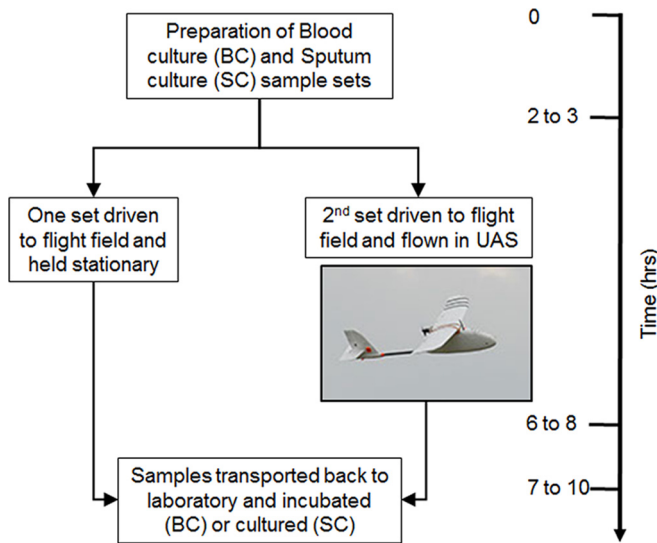 Preparation of Blood
culture (BC) and Sputum
culture (SC) sample sets
0
2 to 3
One set driven
to flight field and
held stationary
2nd set driven to flight
field and flown in UAS
Time (hrs)
6 to 8
Samples transported back to
laboratory and incubated
(BC) or cultured (SC)
7 to 10